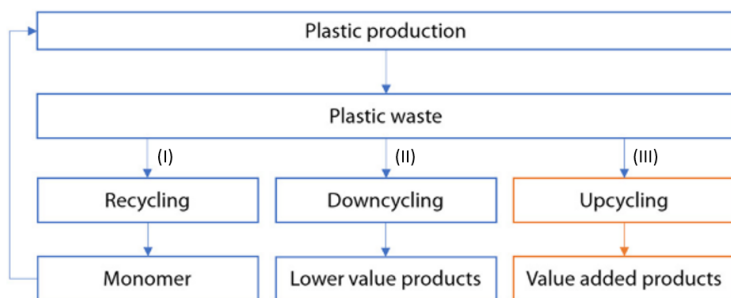 Plastic production
Plastic waste
(I)
(II)
(III)
Recycling
Downcycling
Upcycling
Monomer
Lower value products
Value added products